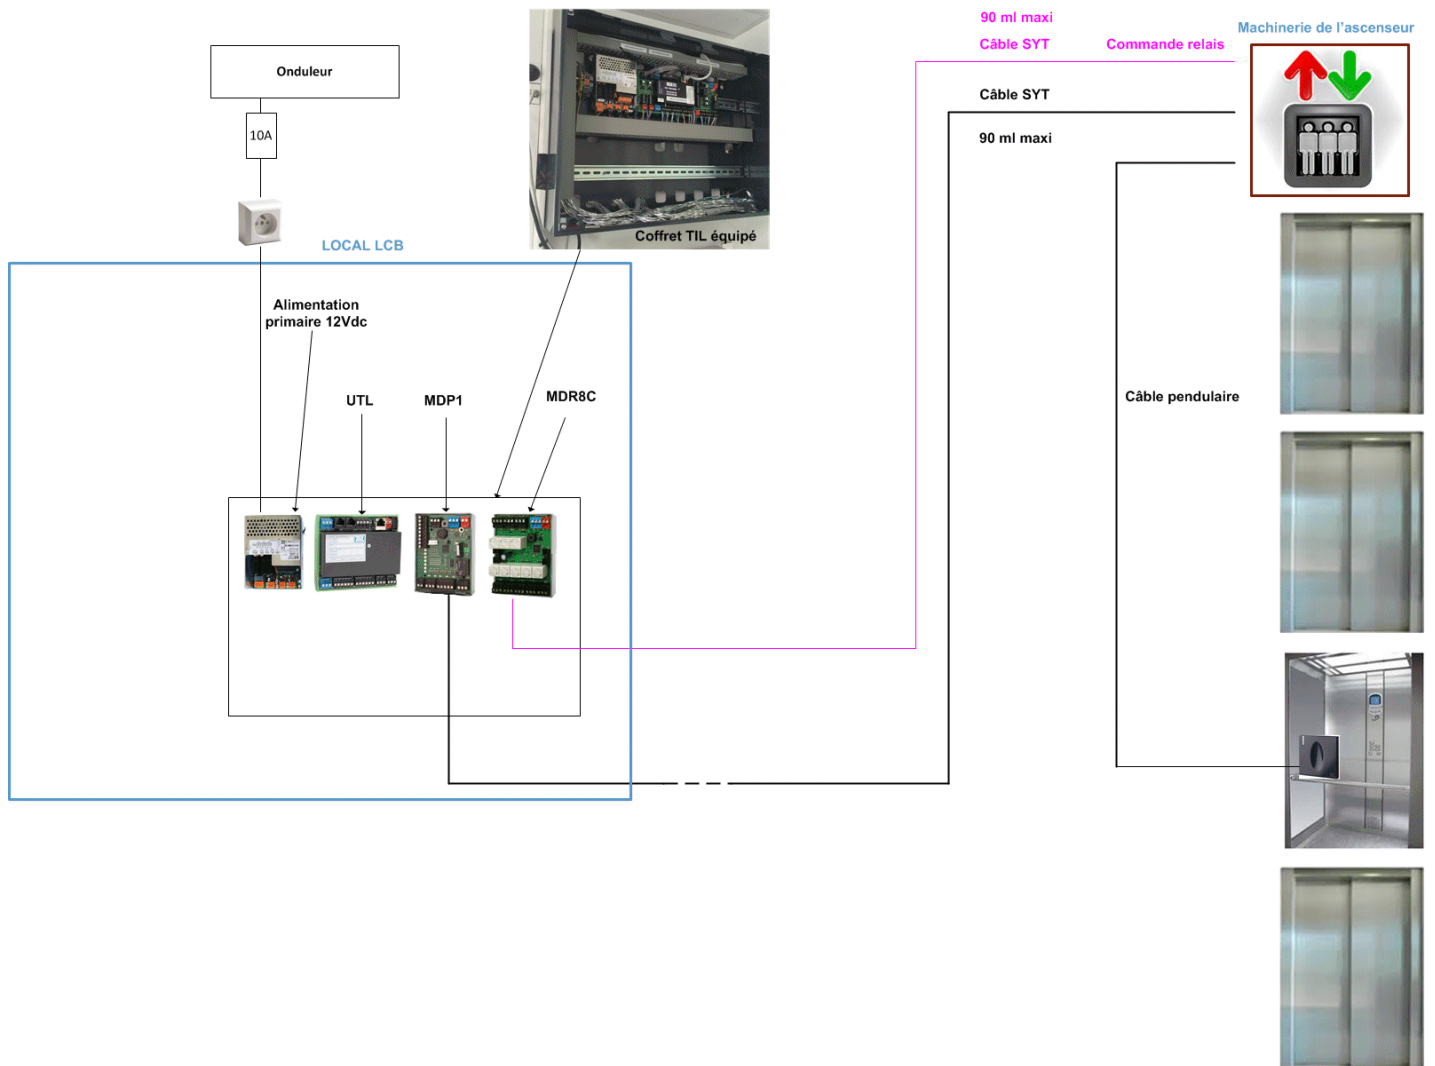 90 ml maxi
Câble SYT
Commande relais
Machinerie de l’ascenseur
Onduleur
10A
Câble SYT
90 ml maxi
Coffret TIL équipé
LOCAL LCB
Alimentation
primaire 12Vdc
UTL
MDP1
MDR8C
Câble pendulaire